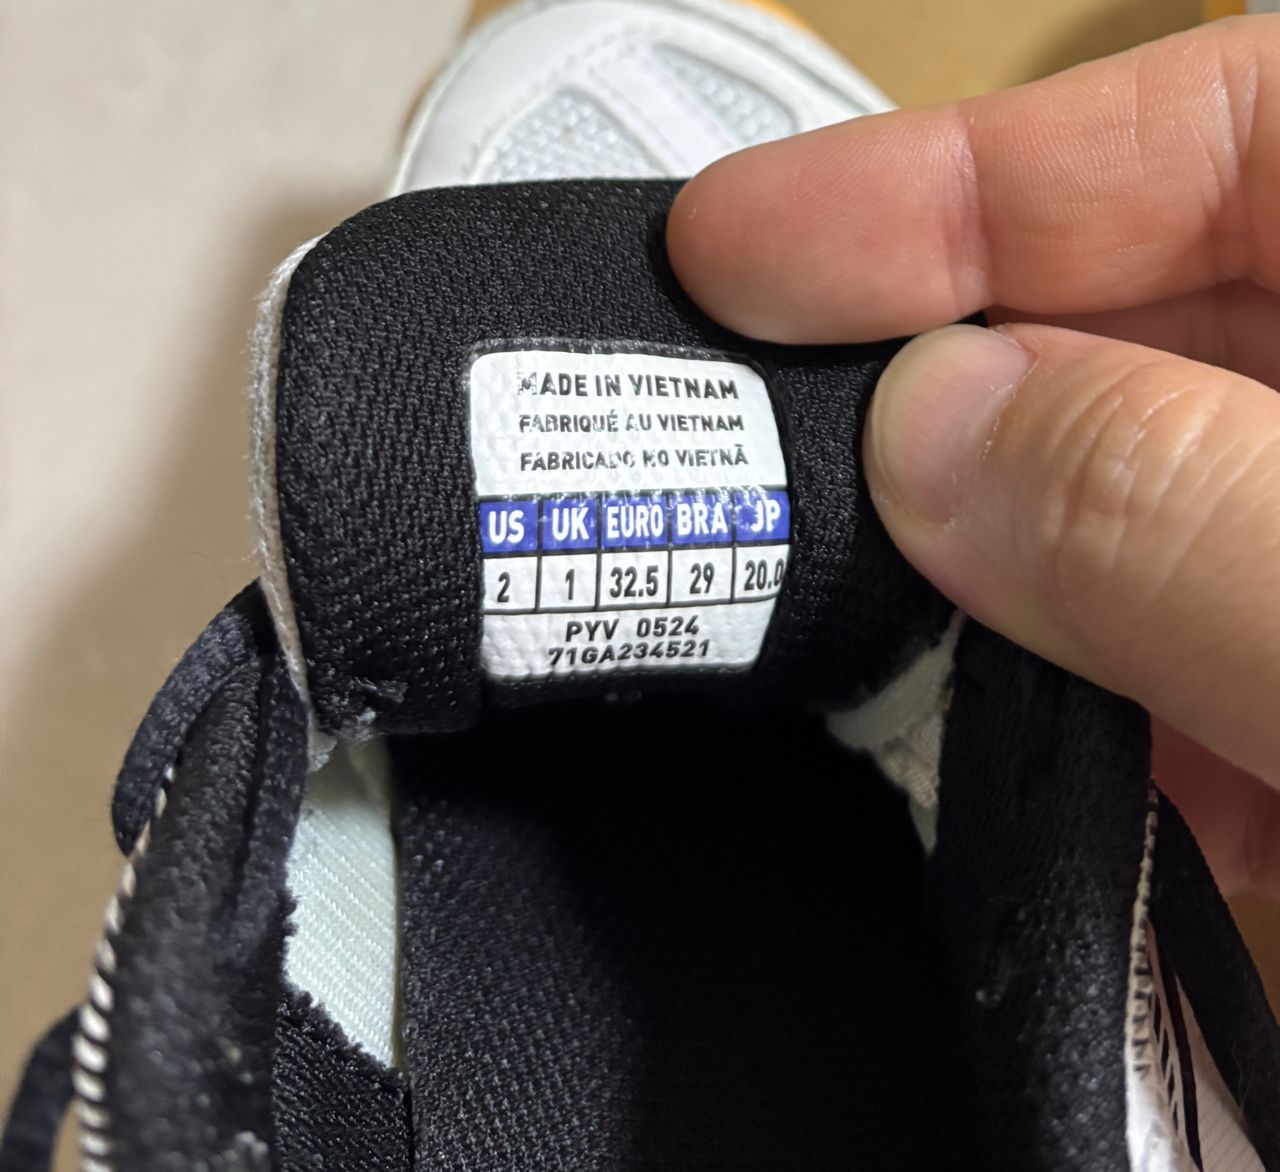 MADE IN VIETNAM
FABRIQUÉ AU VIETNAM
FABRICADO NO VIETNÃ
US UK EURO BRA JP
2 1 32.5 29 20.0
PYV 0524
71GA234521